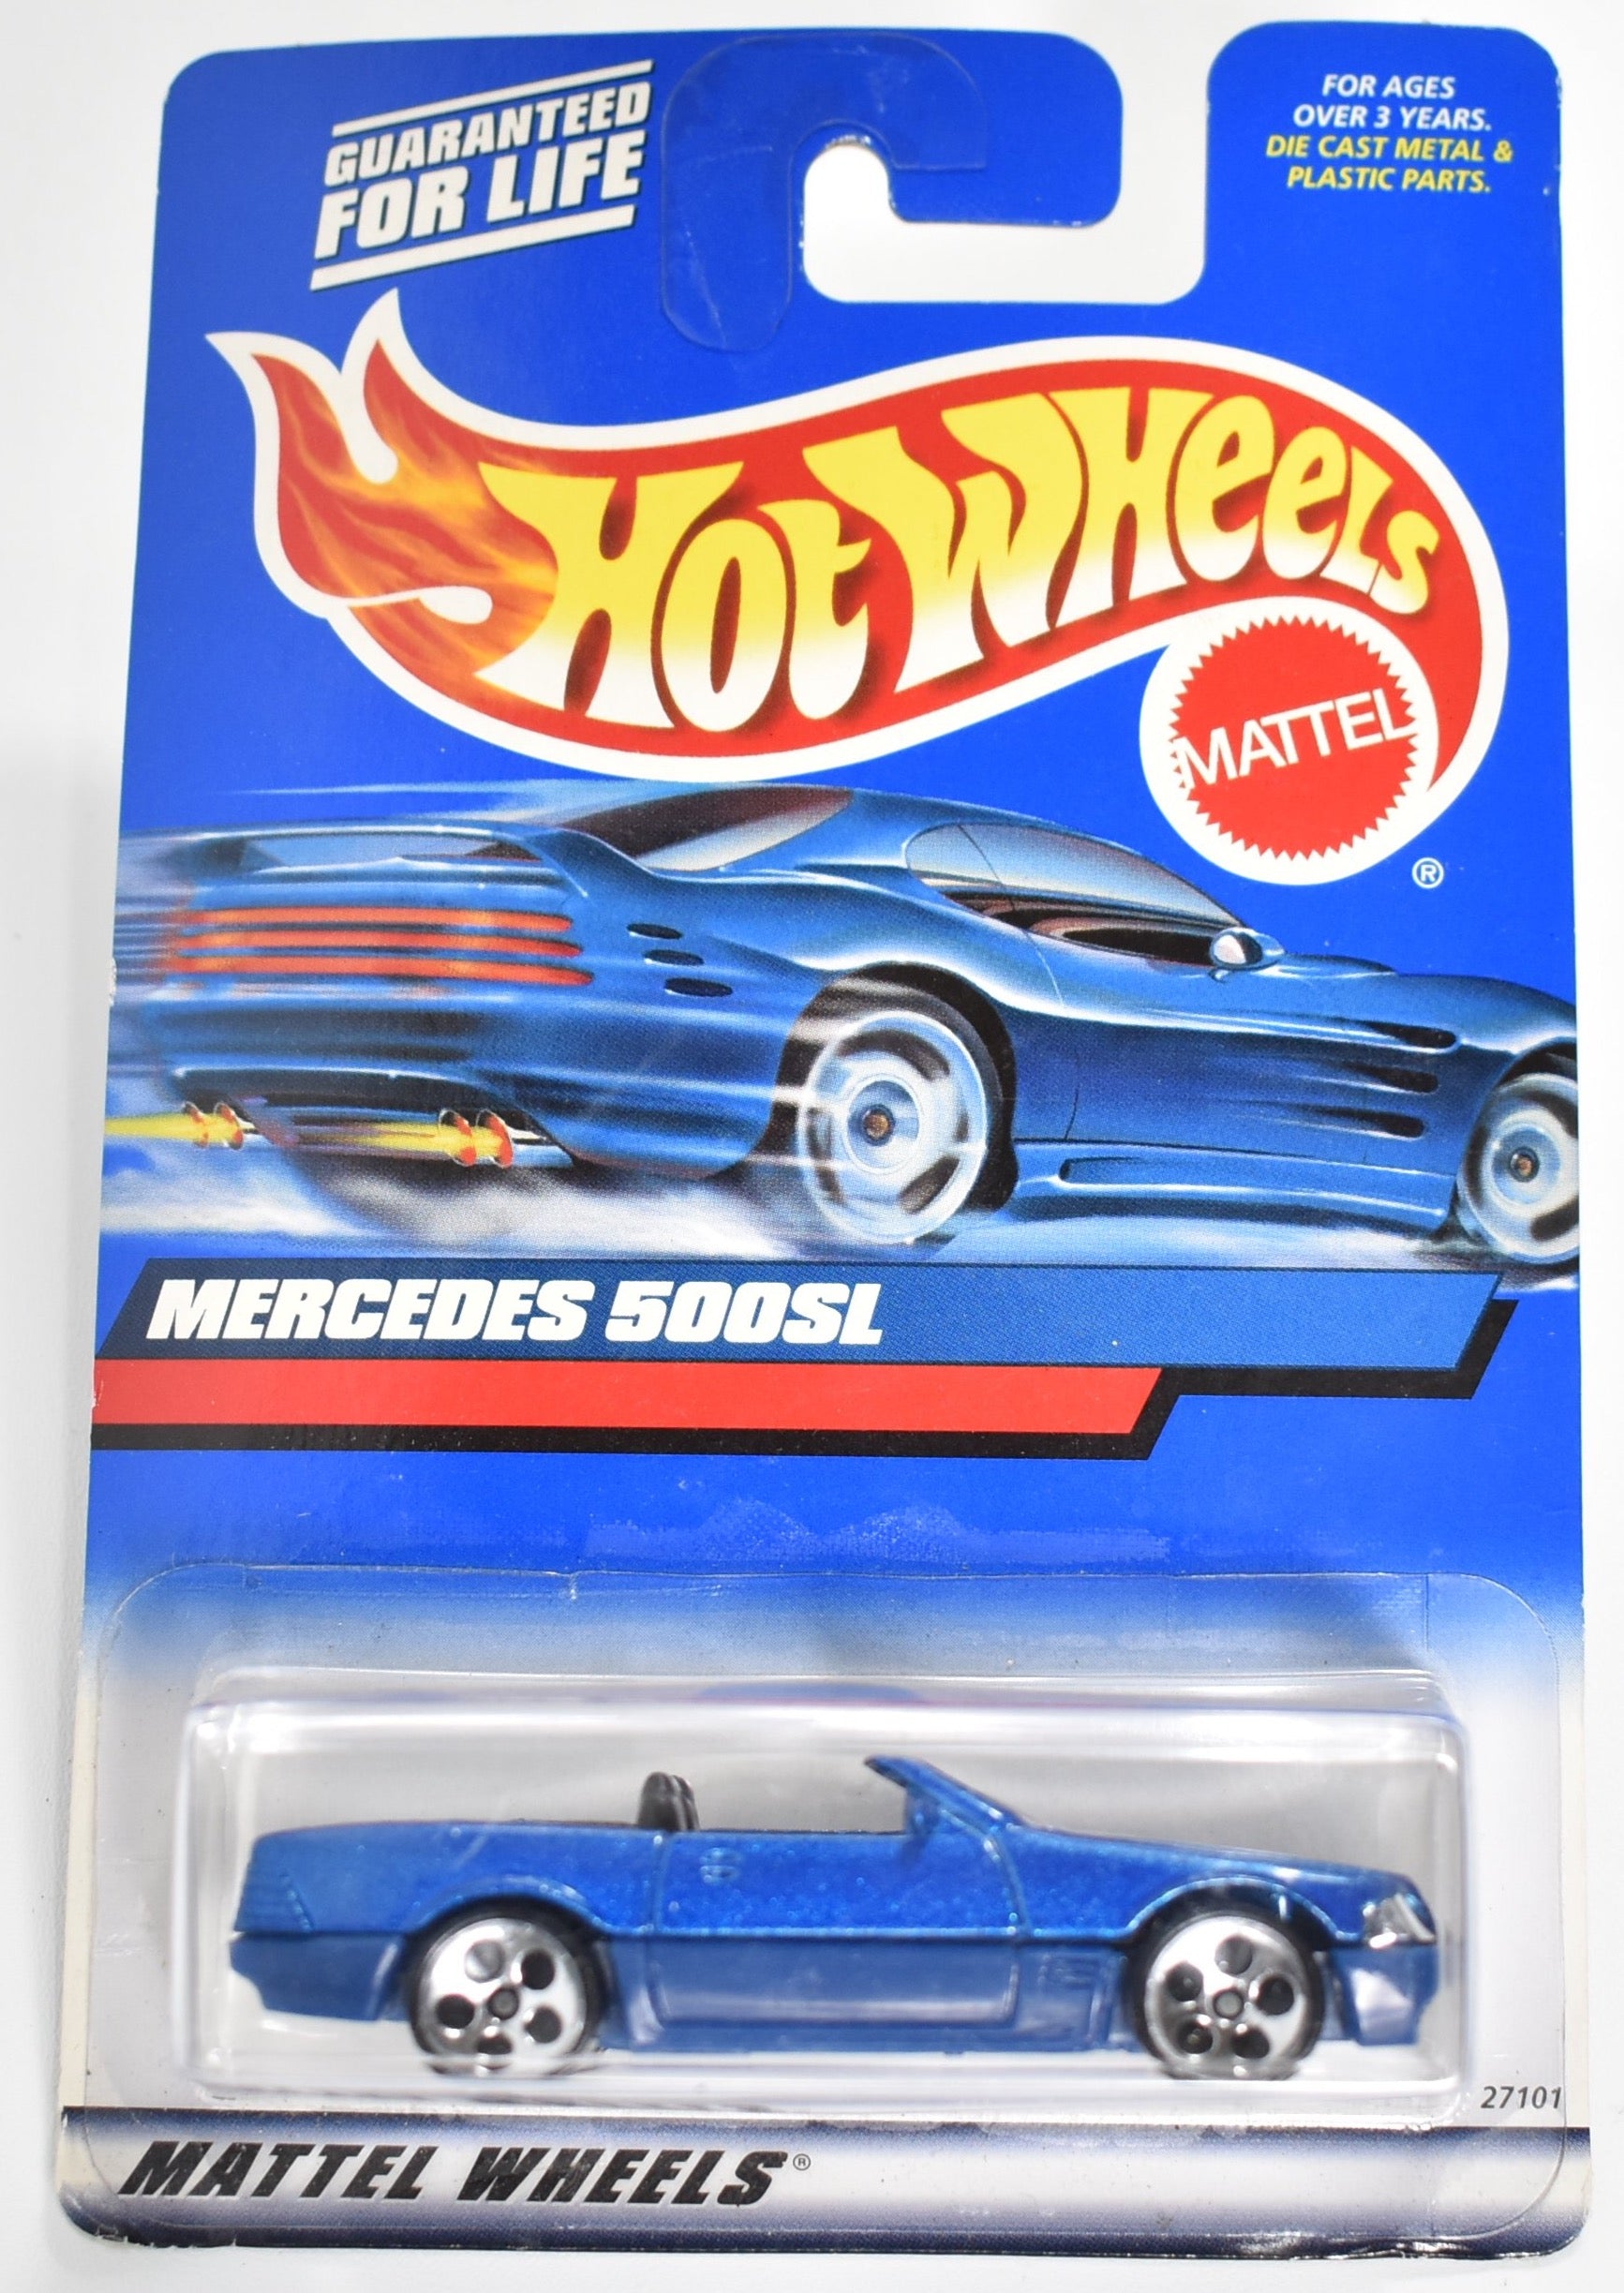 GUARANTEED
FOR LIFE
FOR AGES
OVER 3 YEARS.
DIE CAST METAL &
PLASTIC PARTS.
HOT WHEELS
MATTEL
®
MERCEDES 500SL
27101
MATTEL WHEELS®